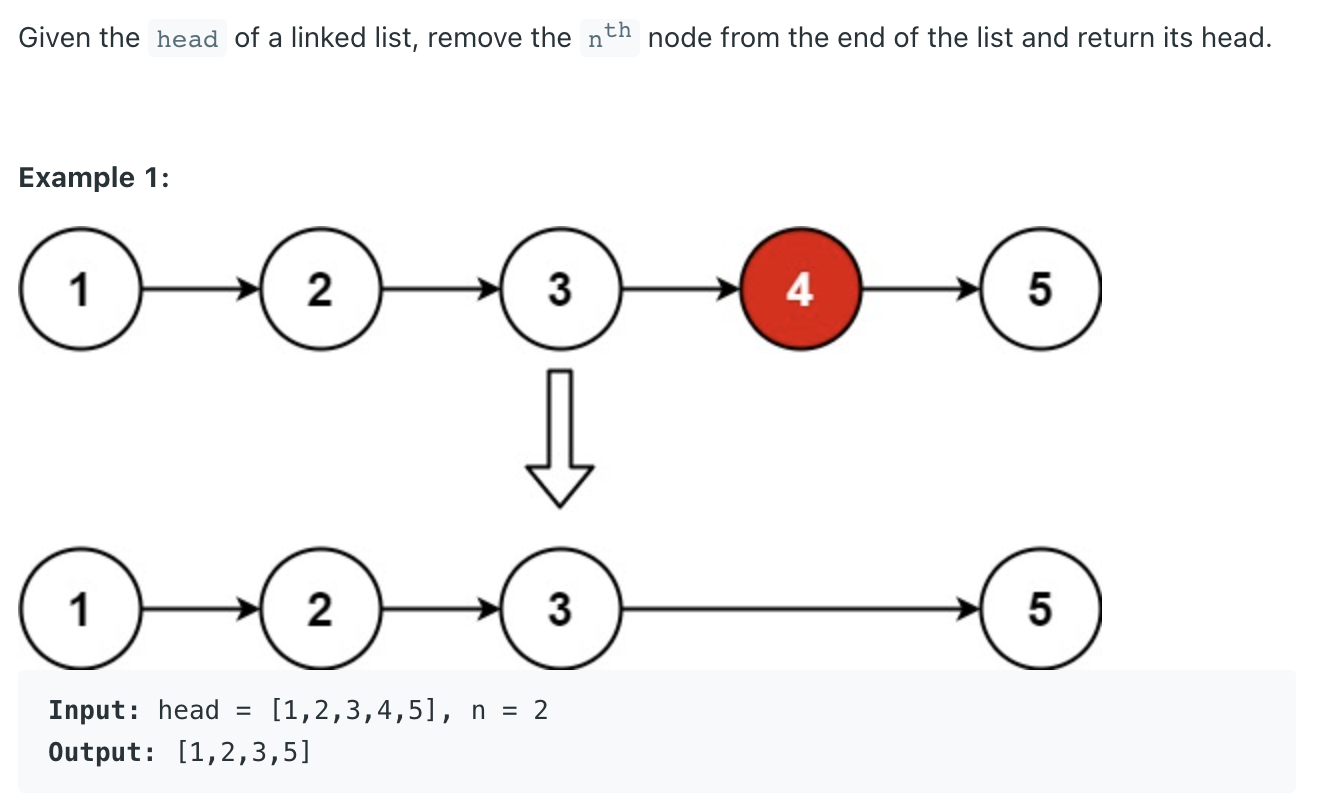 Given the head of a linked list, remove the nth node from the end of the list and return its head.
Example 1:
1 2 3 4 5
1 2 3 5
Input: head = [1,2,3,4,5], n = 2
Output: [1,2,3,5]